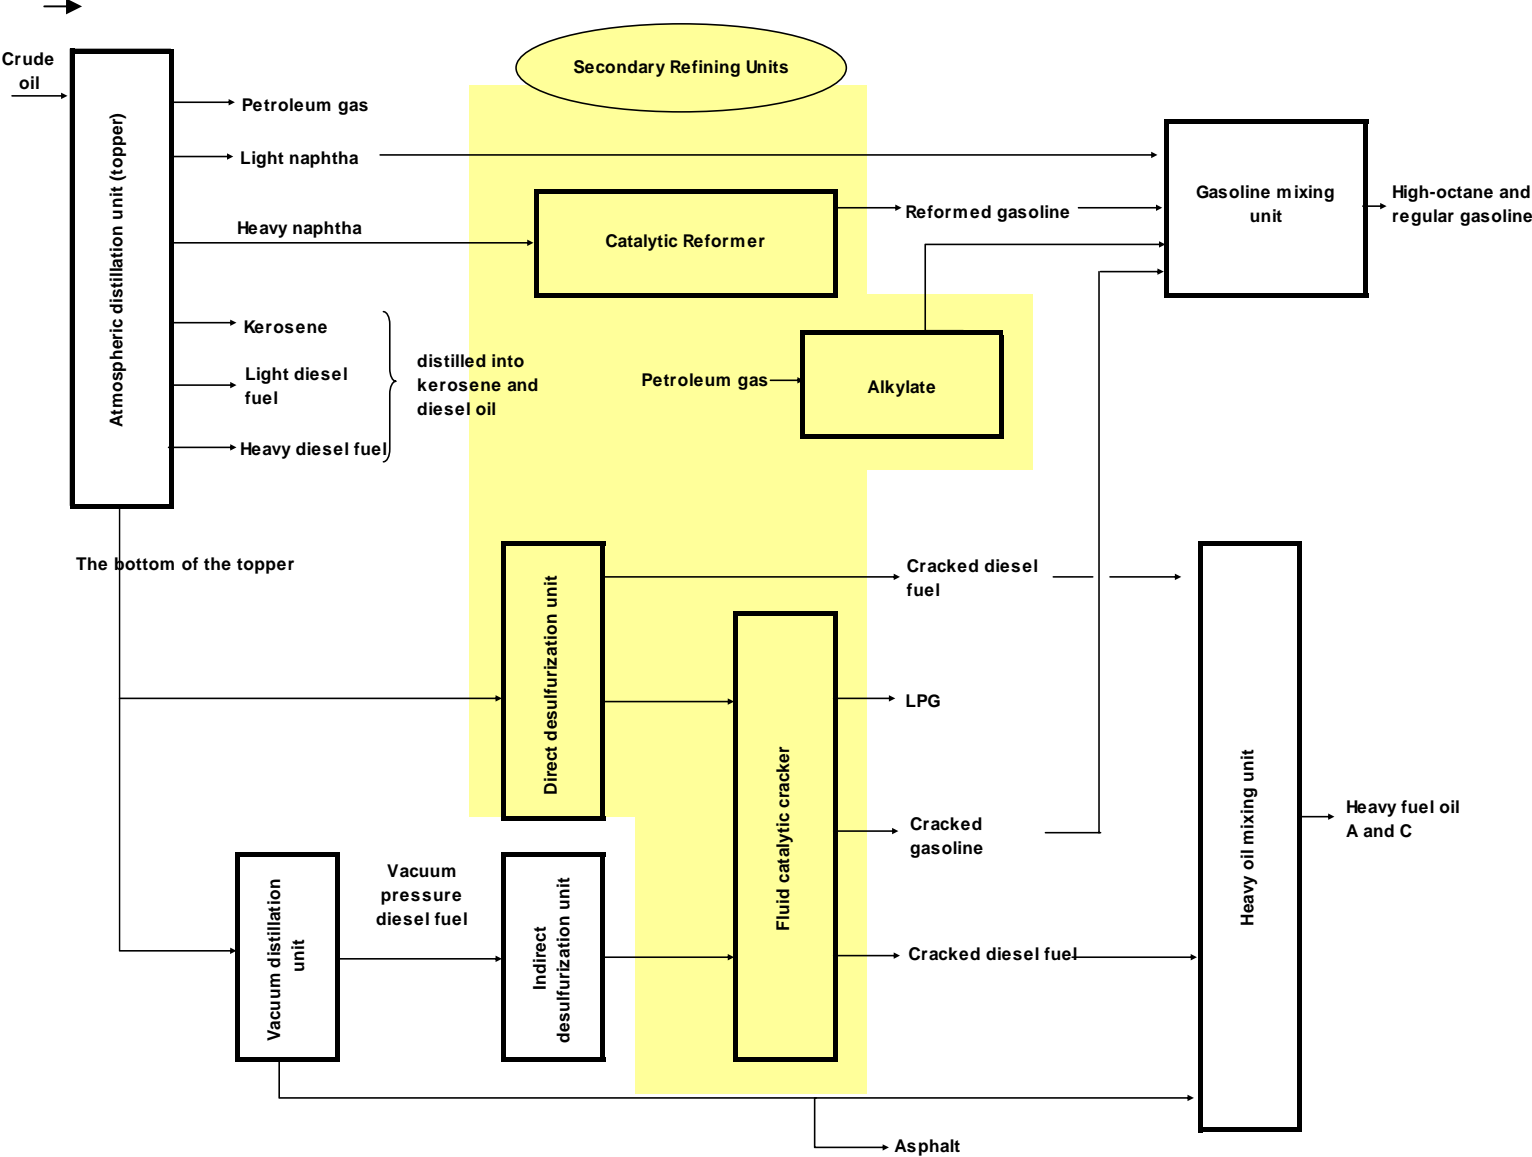 Crude
oil
Atmospheric distillation unit (topper)
Petroleum gas
Light naphtha
Heavy naphtha
Kerosene
Light diesel
fuel
Heavy diesel fuel
distilled into
kerosene and
diesel oil
Secondary Refining Units
Catalytic Reformer
Reformed gasoline
Petroleum gas
Alkylate
Gasoline mixing
unit
High-octane and
regular gasoline
The bottom of the topper
Direct desulfurization unit
Cracked diesel
fuel
Fluid catalytic cracker
LPG
Cracked
gasoline
Cracked diesel fuel
Vacuum distillation
unit
Vacuum
pressure
diesel fuel
Indirect
desulfurization unit
Heavy oil mixing unit
Heavy fuel oil
A and C
Asphalt